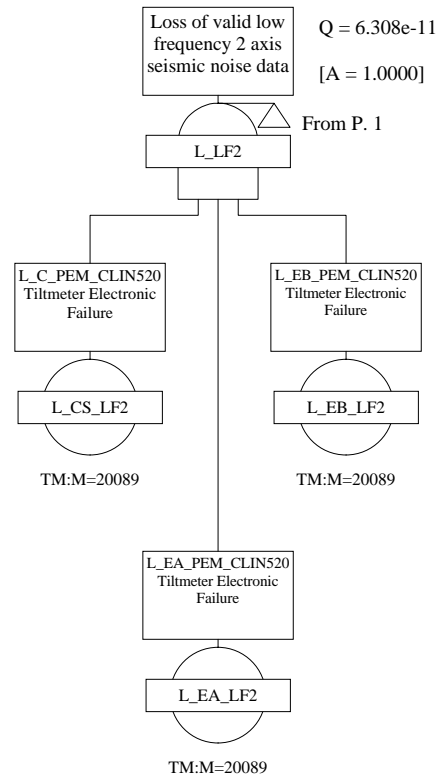 Loss of valid low
frequency 2 axis
seismic noise data
Q = 6.308e-11
[A = 1.0000]
From P. 1
L_LF2
L_C_PEM_CLIN520
Tiltmeter Electronic
Failure
L_CS_LF2
TM:M=20089
L_EB_PEM_CLIN520
Tiltmeter Electronic
Failure
L_EB_LF2
TM:M=20089
L_EA_PEM_CLIN520
Tiltmeter Electronic
Failure
L_EA_LF2
TM:M=20089